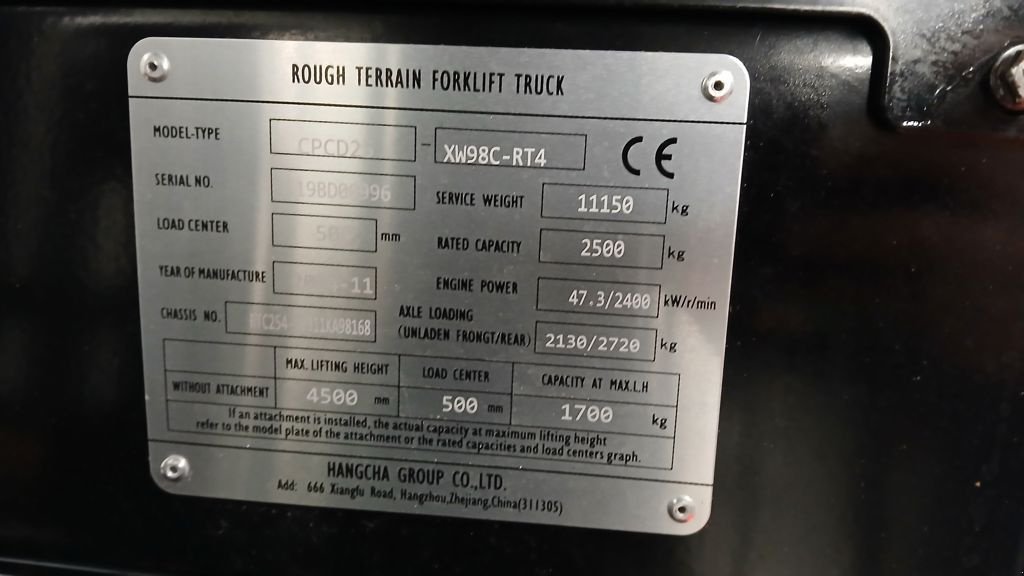 ROUGH TERRAIN FORKLIFT TRUCK
MODEL-TYPE CPCD25 - XW98C-RT4 CE
SERIAL NO.
SERVICE WEIGHT 11150 kg
LOAD CENTER mm
RATED CAPACITY 2500 kg
YEAR OF MANUFACTURE
ENGINE POWER 47.3/2400 kW/r/min
CHASSIS NO.
AXLE LOADING
(UNLADEN FRONGT/REAR) 2130/2720 kg
MAX. LIFTING HEIGHT LOAD CENTER CAPACITY AT MAX.L.H
WITHOUT ATTACHMENT 4500 mm 500 mm 1700 kg
If an attachment is installed, the actual capacity at maximum lifting height
refer to the model plate of the attachment or the rated capacities and load centers graph.
HANGCHA GROUP CO.,LTD.
Add: 666 Xiangfu Road, Hangzhou,Zhejiang,China(311305)